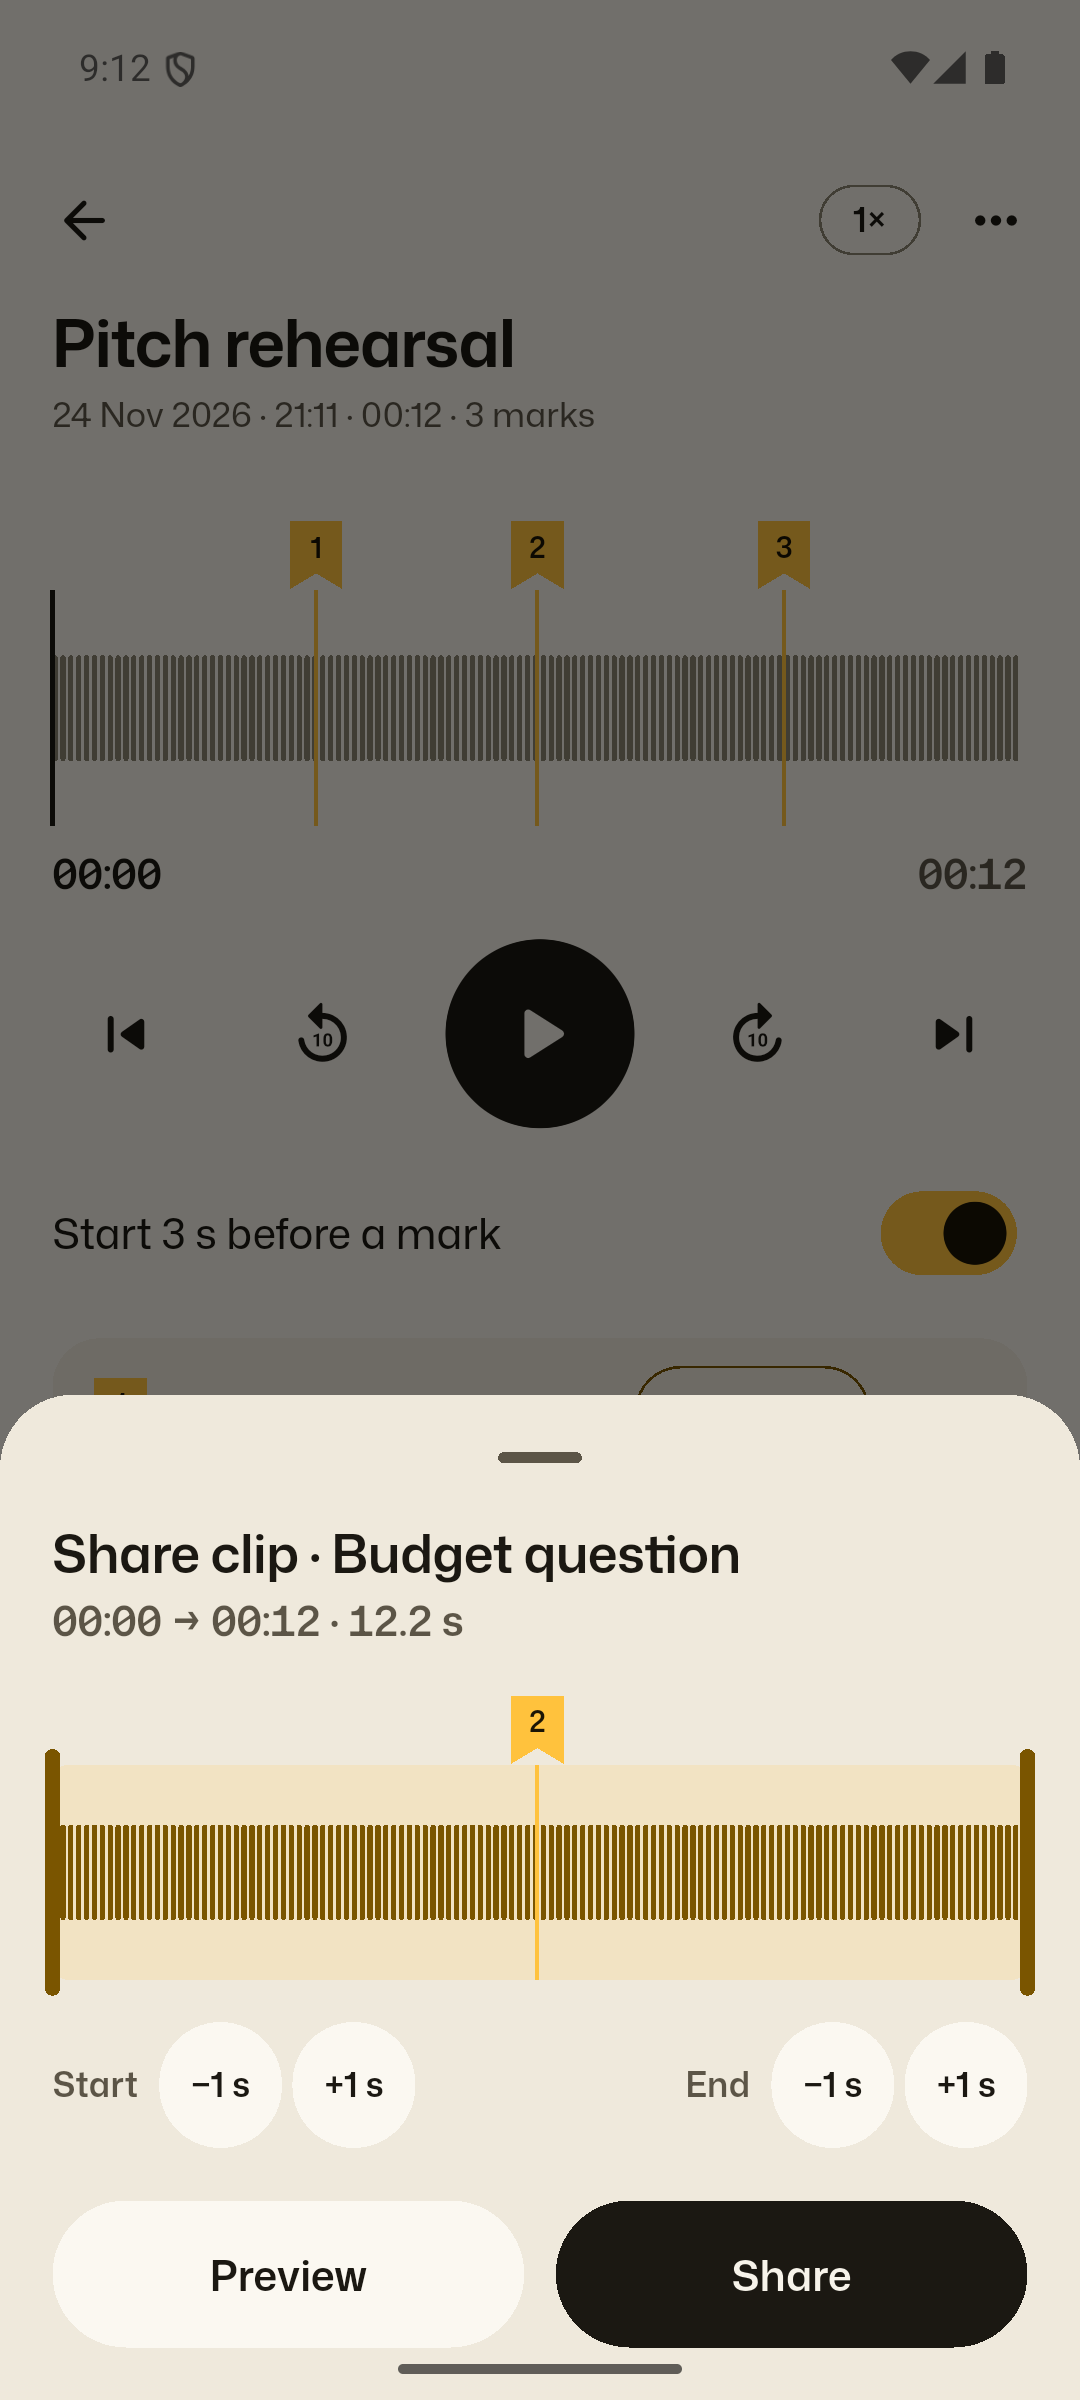 9:12
1×
Pitch rehearsal
24 Nov 2026 · 21:11 · 00:12 · 3 marks
1
2
3
00:00
00:12
10
10
Start 3 s before a mark
Share clip · Budget question
00:00 → 00:12 · 12.2 s
2
Start
−1 s
+1 s
End
−1 s
+1 s
Preview
Share